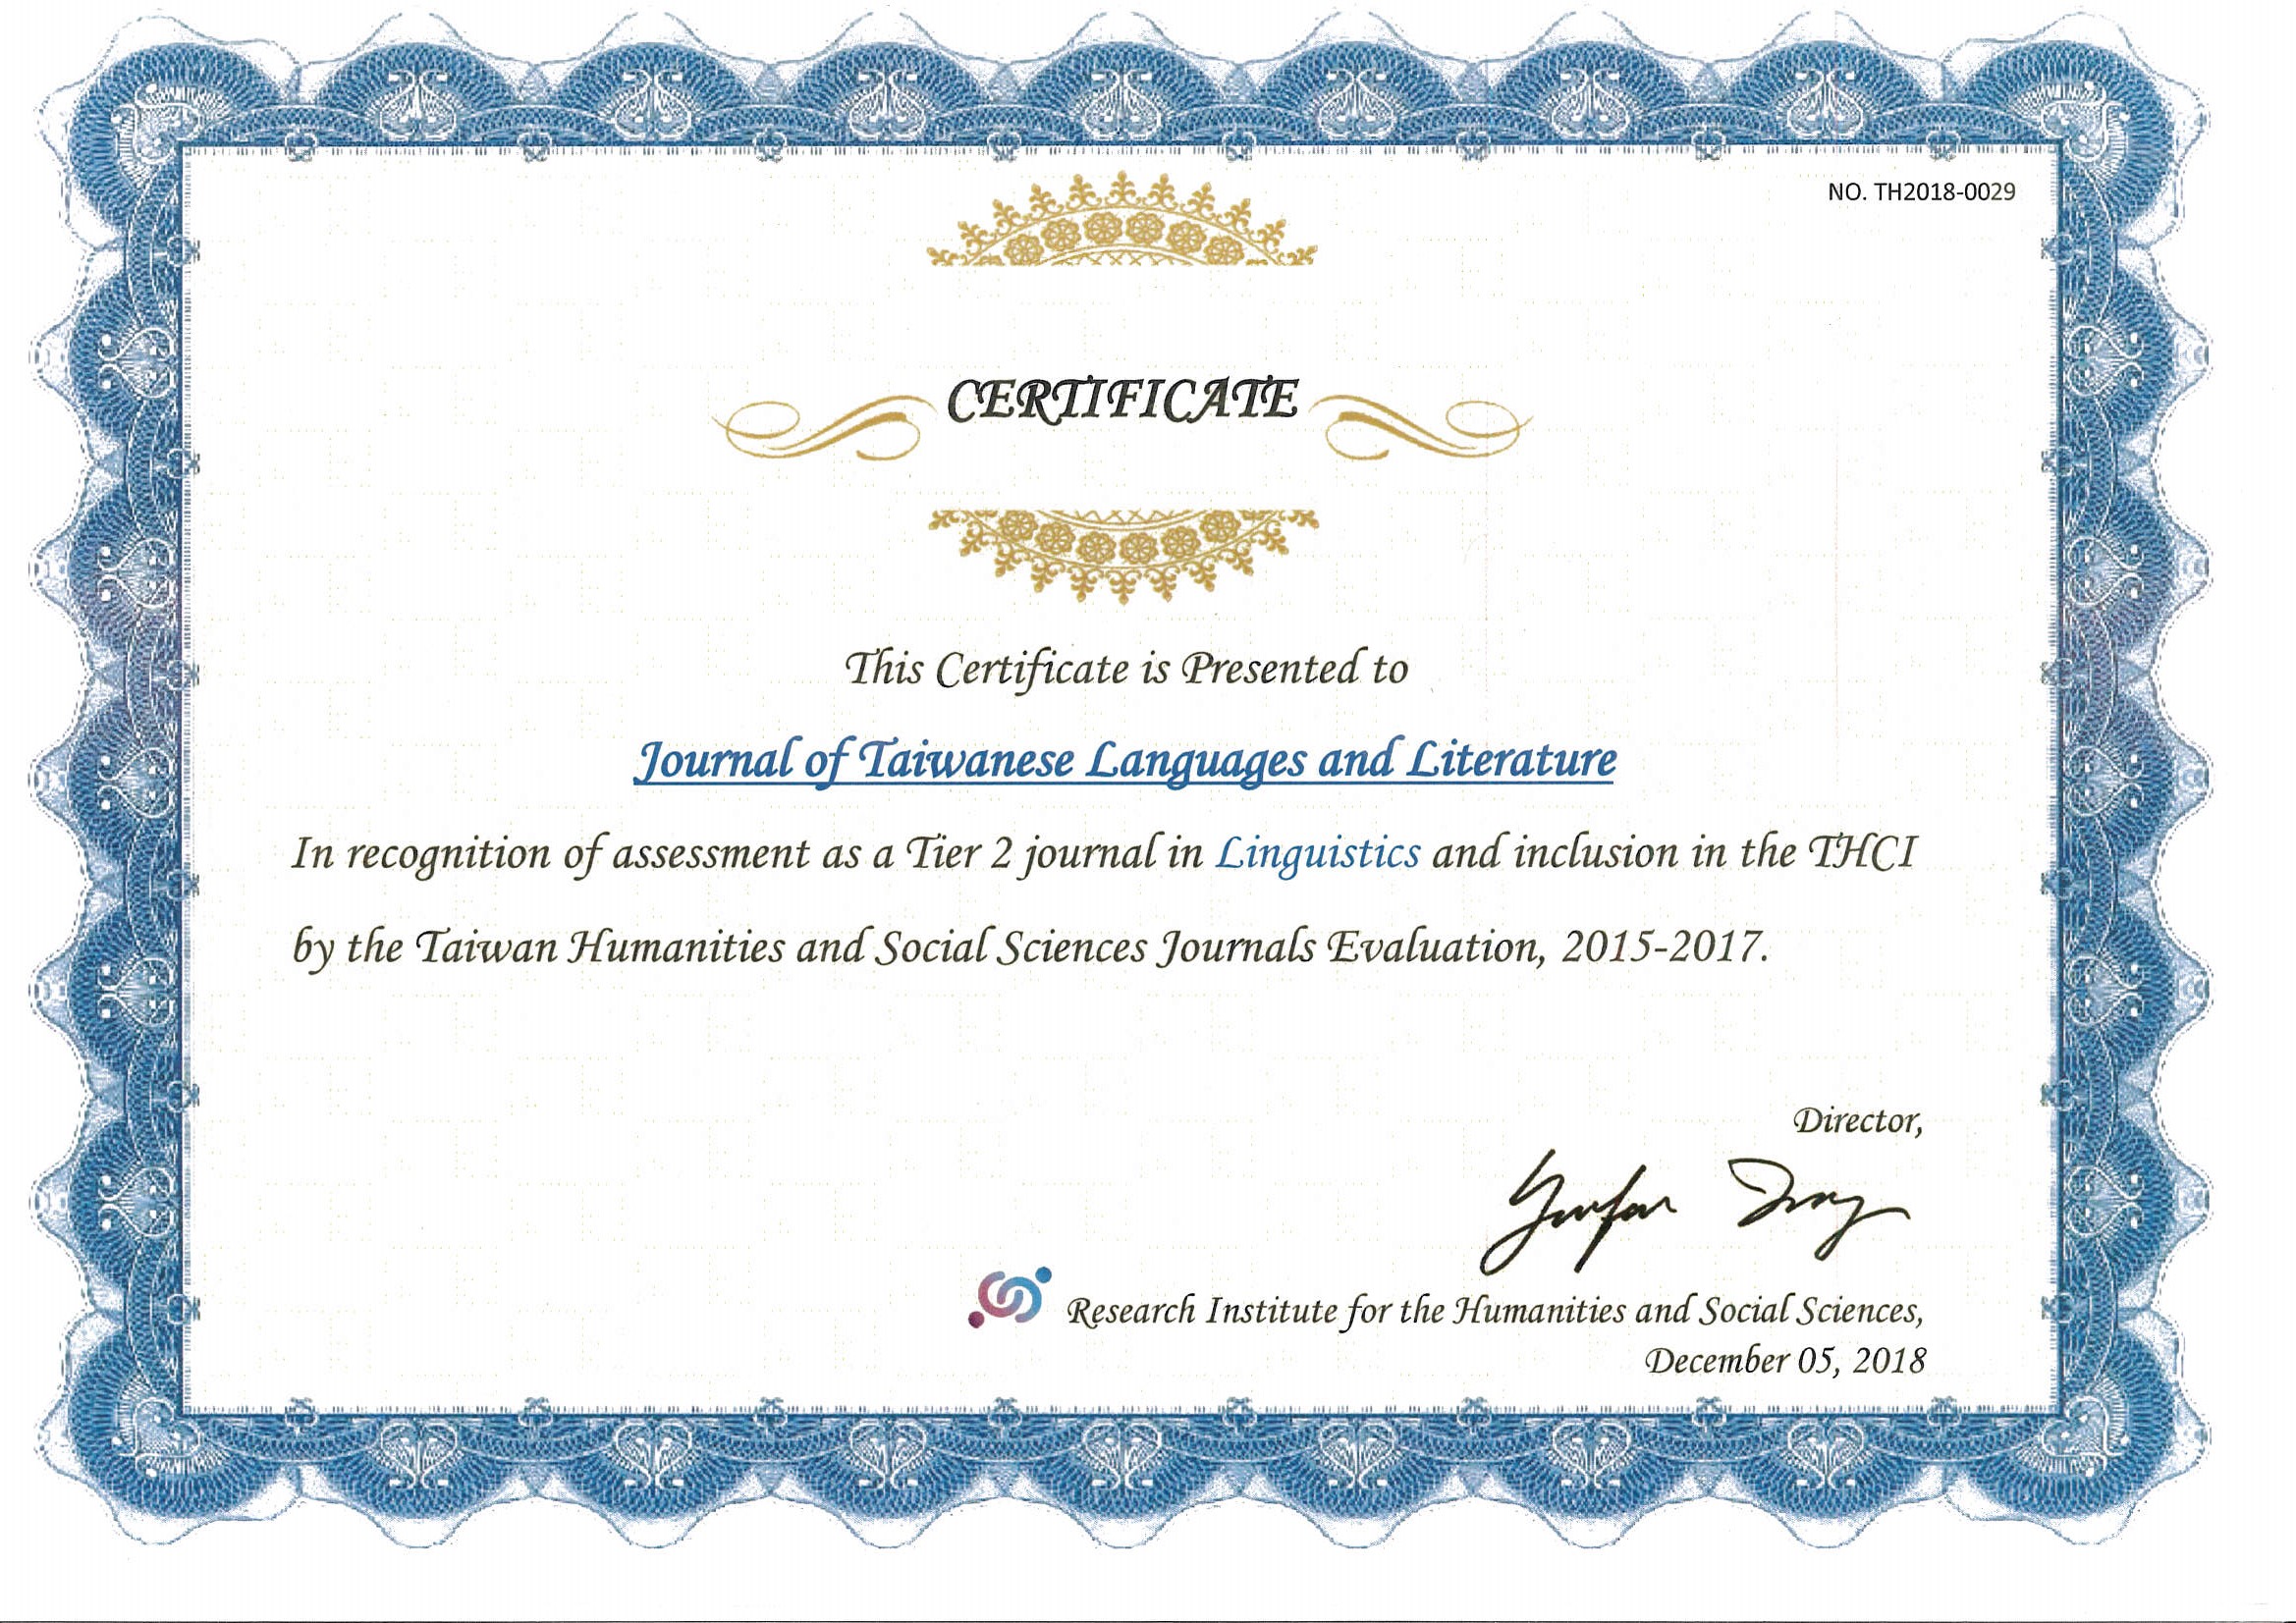 NO. TH2018-0029
CERTIFICATE
This Certificate is Presented to
Journal of Taiwanese Languages and Literature
In recognition of assessment as a Tier 2 journal in Linguistics and inclusion in the THCI
by the Taiwan Humanities and Social Sciences Journals Evaluation, 2015-2017.
Director,
Research Institute for the Humanities and Social Sciences,
December 05, 2018